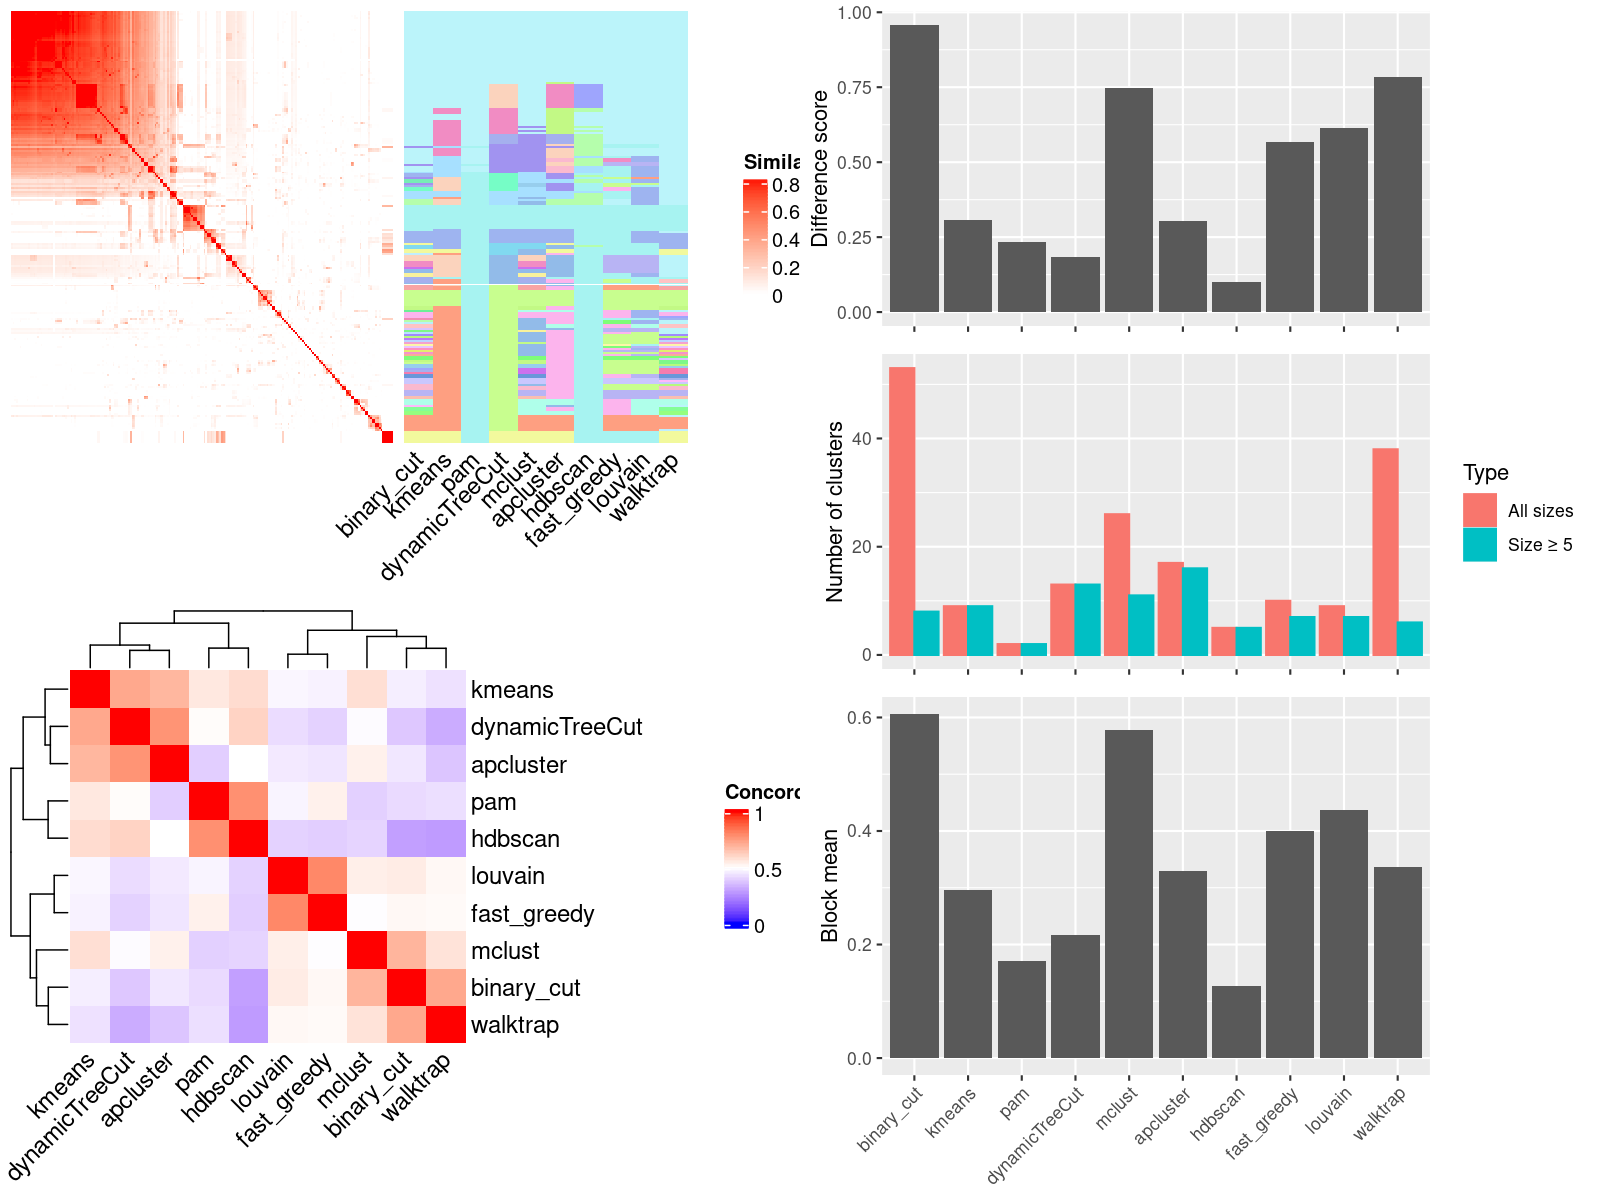 Simila
0.8
0.6
0.4
0.2
0
binary_cut
kmeans
pam
dynamicTreeCut
mclust
apcluster
hdbscan
fast_greedy
louvain
walktrap
Difference score
1.00
0.75
0.50
0.25
0.00
Number of clusters
40
20
0
Type
All sizes
Size ≥ 5
kmeans
dynamicTreeCut
apcluster
pam
hdbscan
louvain
fast_greedy
mclust
binary_cut
walktrap
kmeans
dynamicTreeCut
apcluster
pam
hdbscan
louvain
fast_greedy
mclust
binary_cut
walktrap
Concord
1
0.5
0
Block mean
0.6
0.4
0.2
0.0
binary_cut
kmeans
pam
dynamicTreeCut
mclust
apcluster
hdbscan
fast_greedy
louvain
walktrap